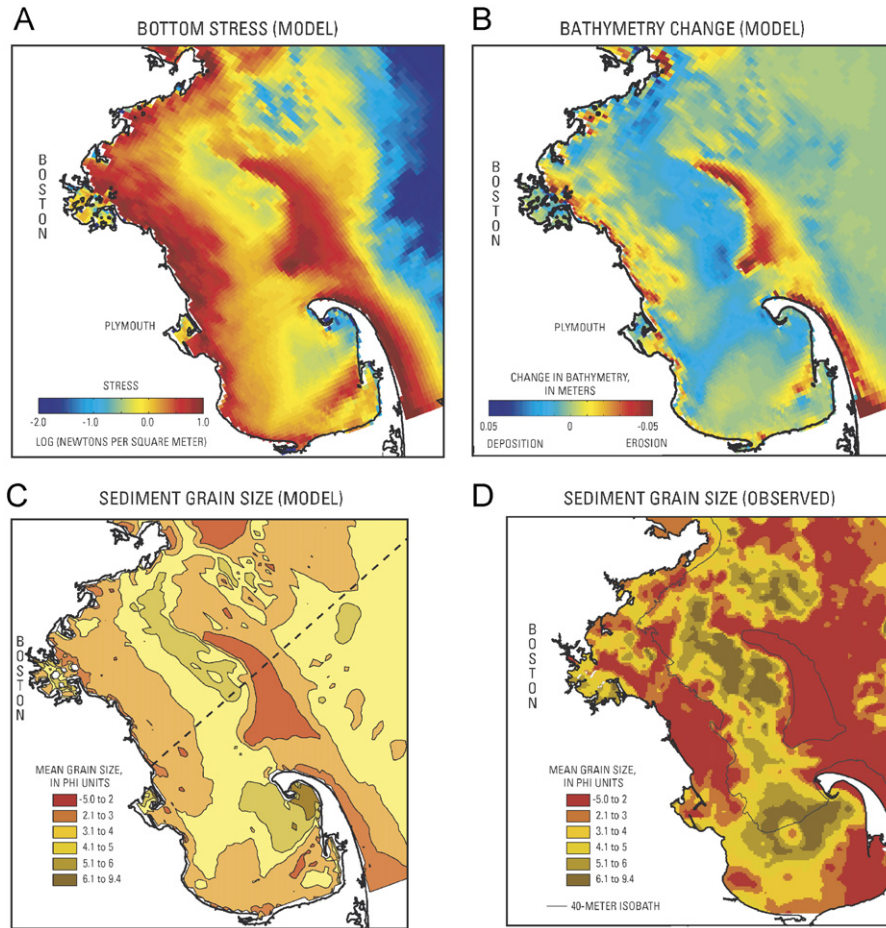 A
BOTTOM STRESS (MODEL)
BOSTON
PLYMOUTH
STRESS
-2.0 -1.0 0.0 1.0
LOG (NEWTONS PER SQUARE METER)
B
BATHYMETRY CHANGE (MODEL)
BOSTON
PLYMOUTH
CHANGE IN BATHYMETRY,
IN METERS
0.05 0 -0.05
DEPOSITION EROSION
C
SEDIMENT GRAIN SIZE (MODEL)
BOSTON
MEAN GRAIN SIZE,
IN PHI UNITS
-5.0 to 2
2.1 to 3
3.1 to 4
4.1 to 5
5.1 to 6
6.1 to 9.4
D
SEDIMENT GRAIN SIZE (OBSERVED)
BOSTON
MEAN GRAIN SIZE,
IN PHI UNITS
-5.0 to 2
2.1 to 3
3.1 to 4
4.1 to 5
5.1 to 6
6.1 to 9.4
40-METER ISOBATH